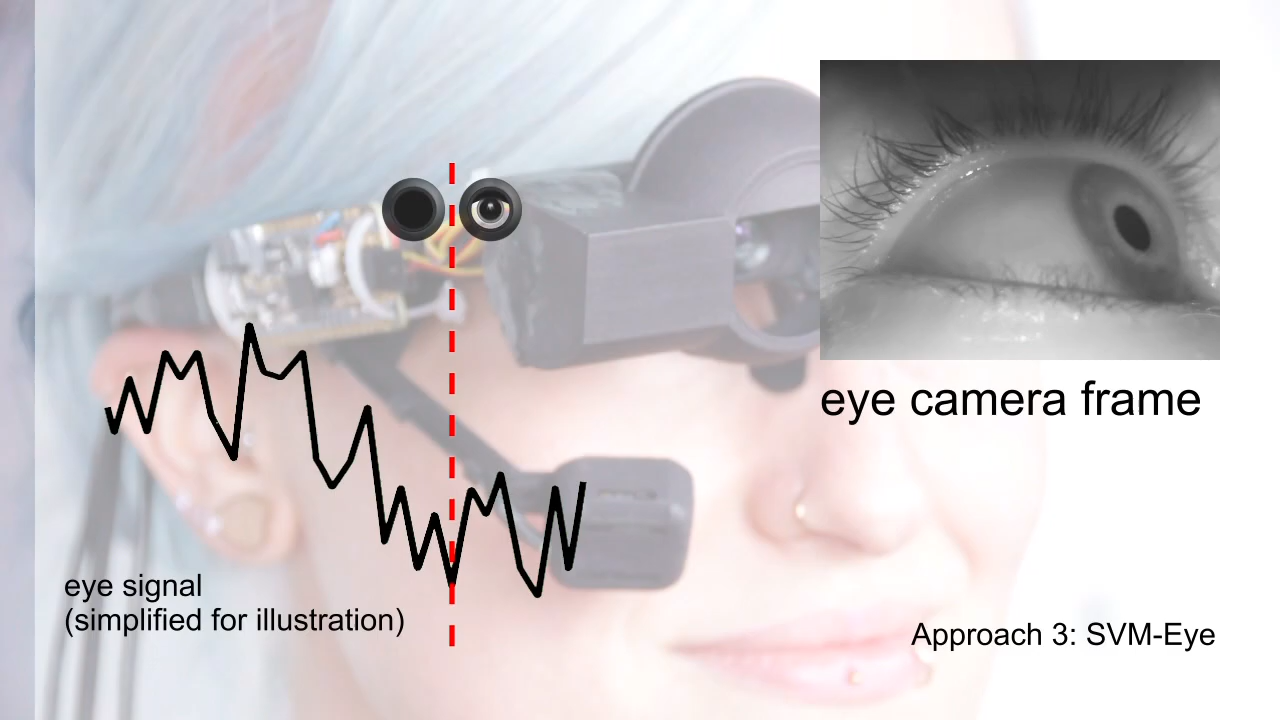 eye camera frame
eye signal
(simplified for illustration)
Approach 3: SVM-Eye